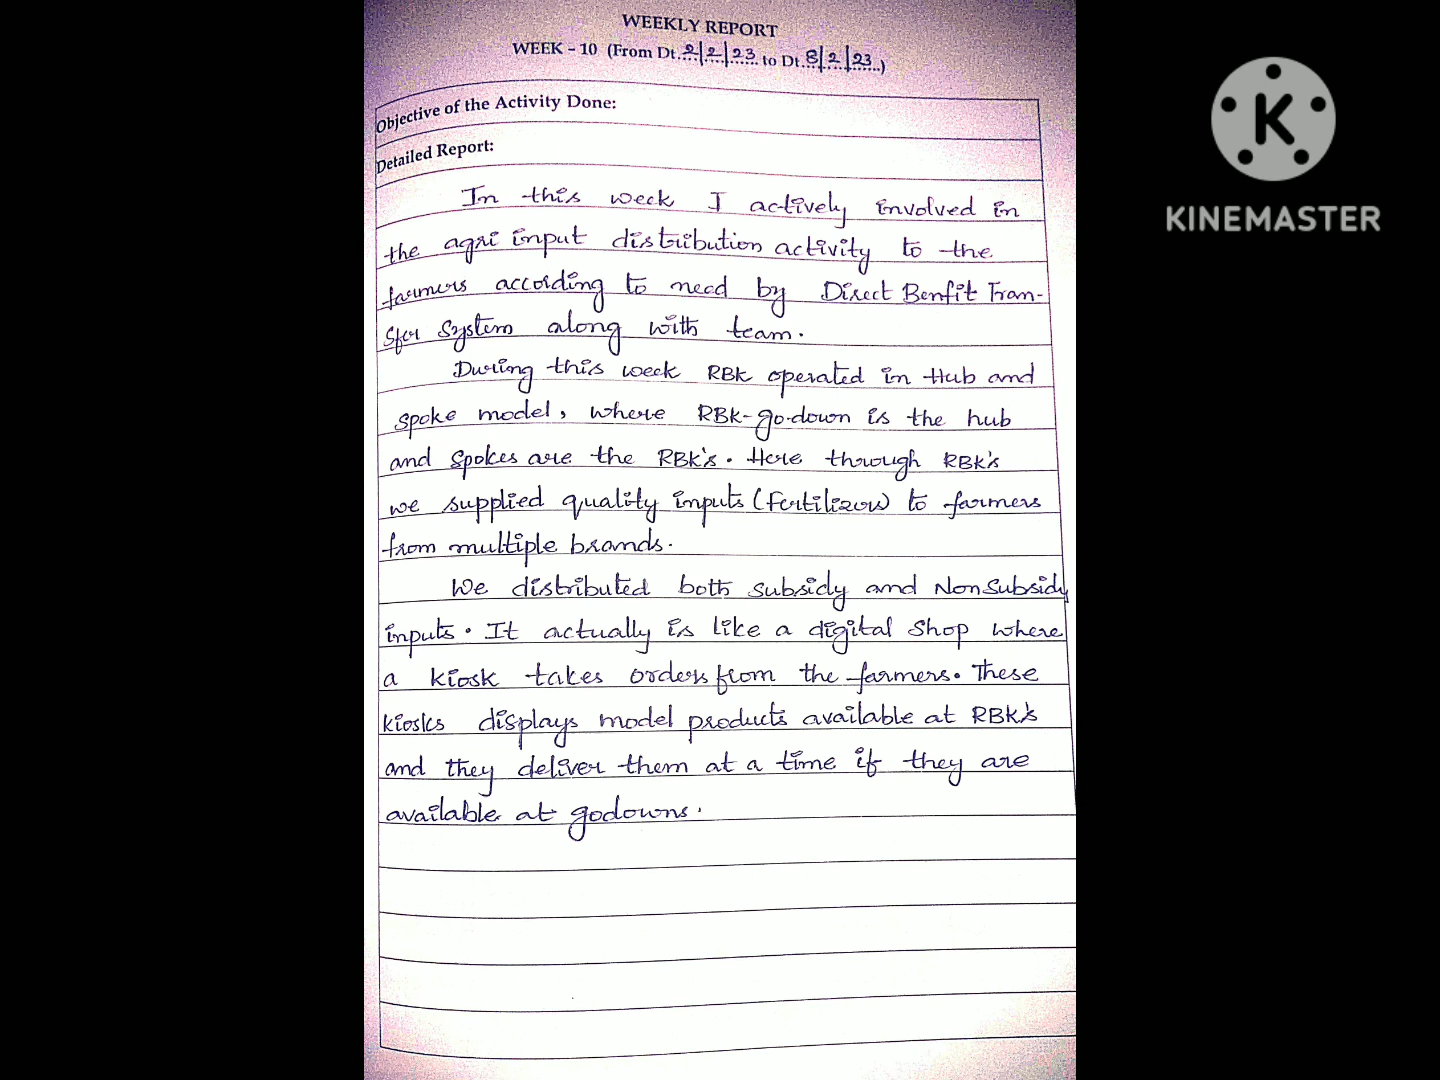 WEEKLY REPORT
WEEK - 10 (From Dt. 2/2/23 to Dt. 8/2/23)
Objective of the Activity Done:
Detailed Report:
In this week I actively involved in
the agri input distribution activity to the
farmers according to need by Direct Benfit Tran-
sfer System along with team.
During this week RBK operated in Hub and
spoke model, where RBK-go-down is the hub
and spokes are the RBK's. Here through RBK's
we supplied quality inputs (fertilizers) to farmers
from multiple brands.
We distributed both subsidy and Non Subsidy
inputs. It actually is like a digital shop where
a kiosk takes orders from the farmers. These
kiosks displays model products available at RBK's
and they deliver them at a time if they are
available at godowns.
K
KINEMASTER